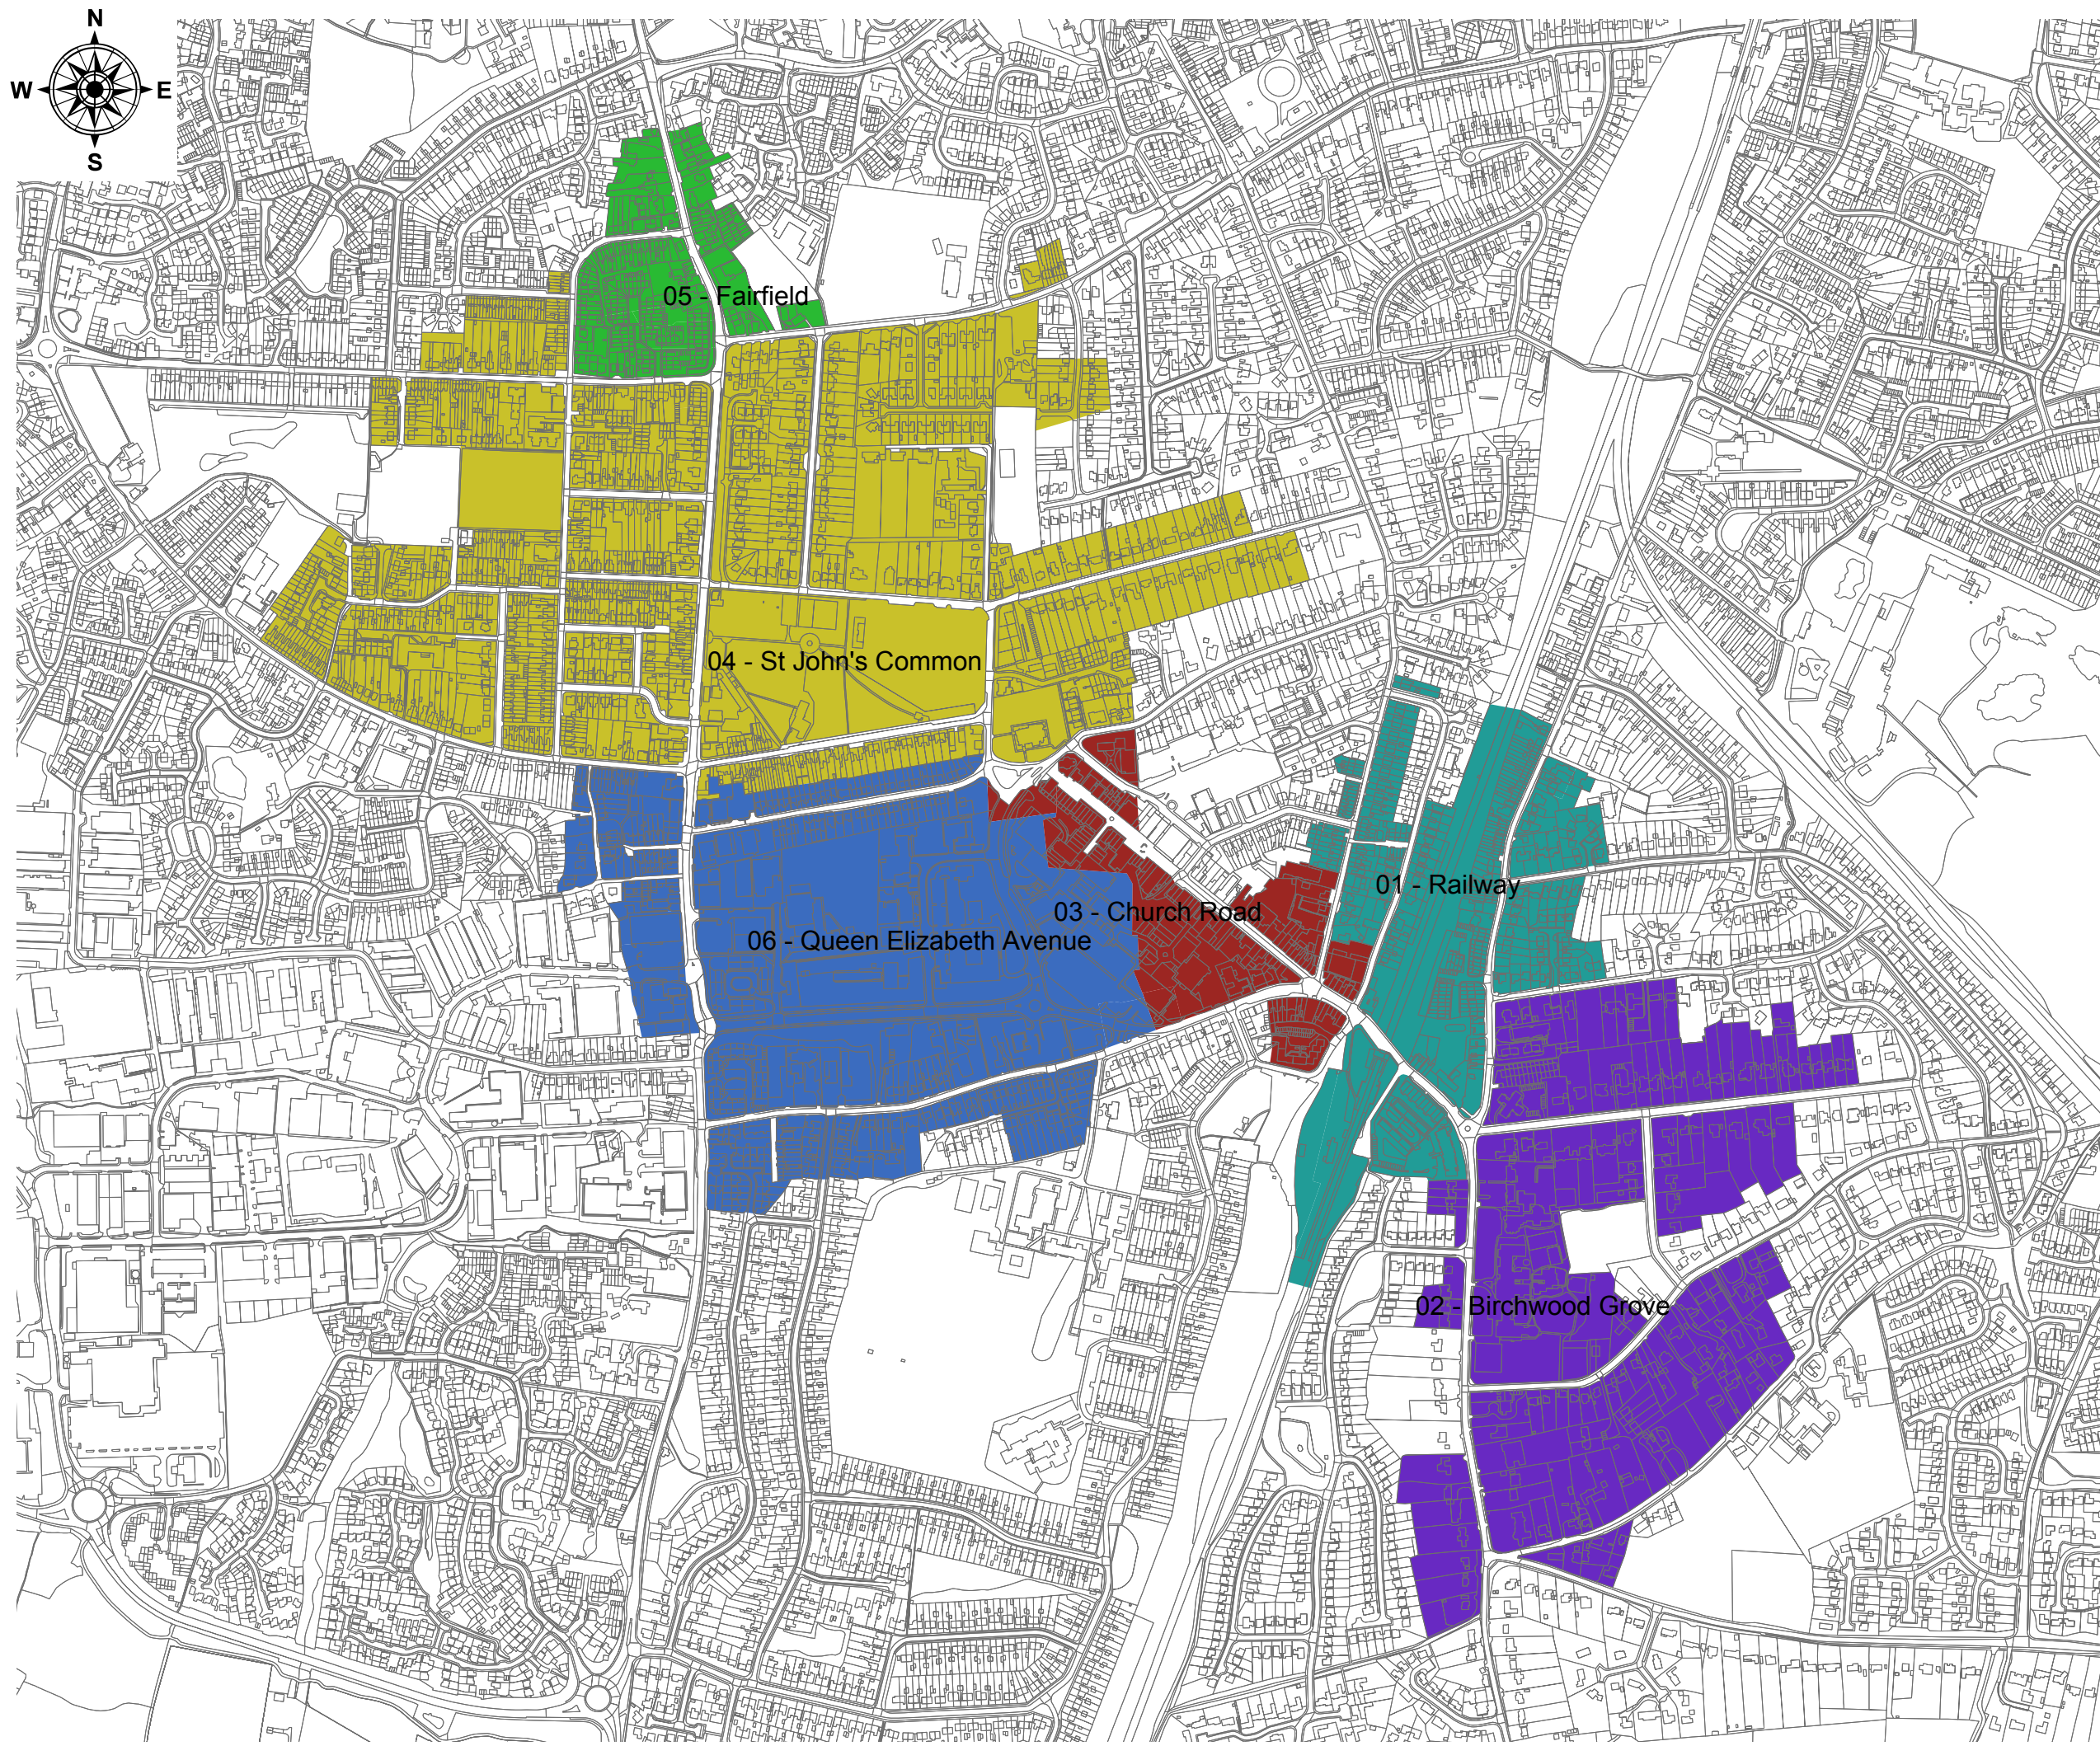 N
W E
S
05 - Fairfield
04 - St John's Common
01 - Railway
03 - Church Road
06 - Queen Elizabeth Avenue
02 - Birchwood Grove